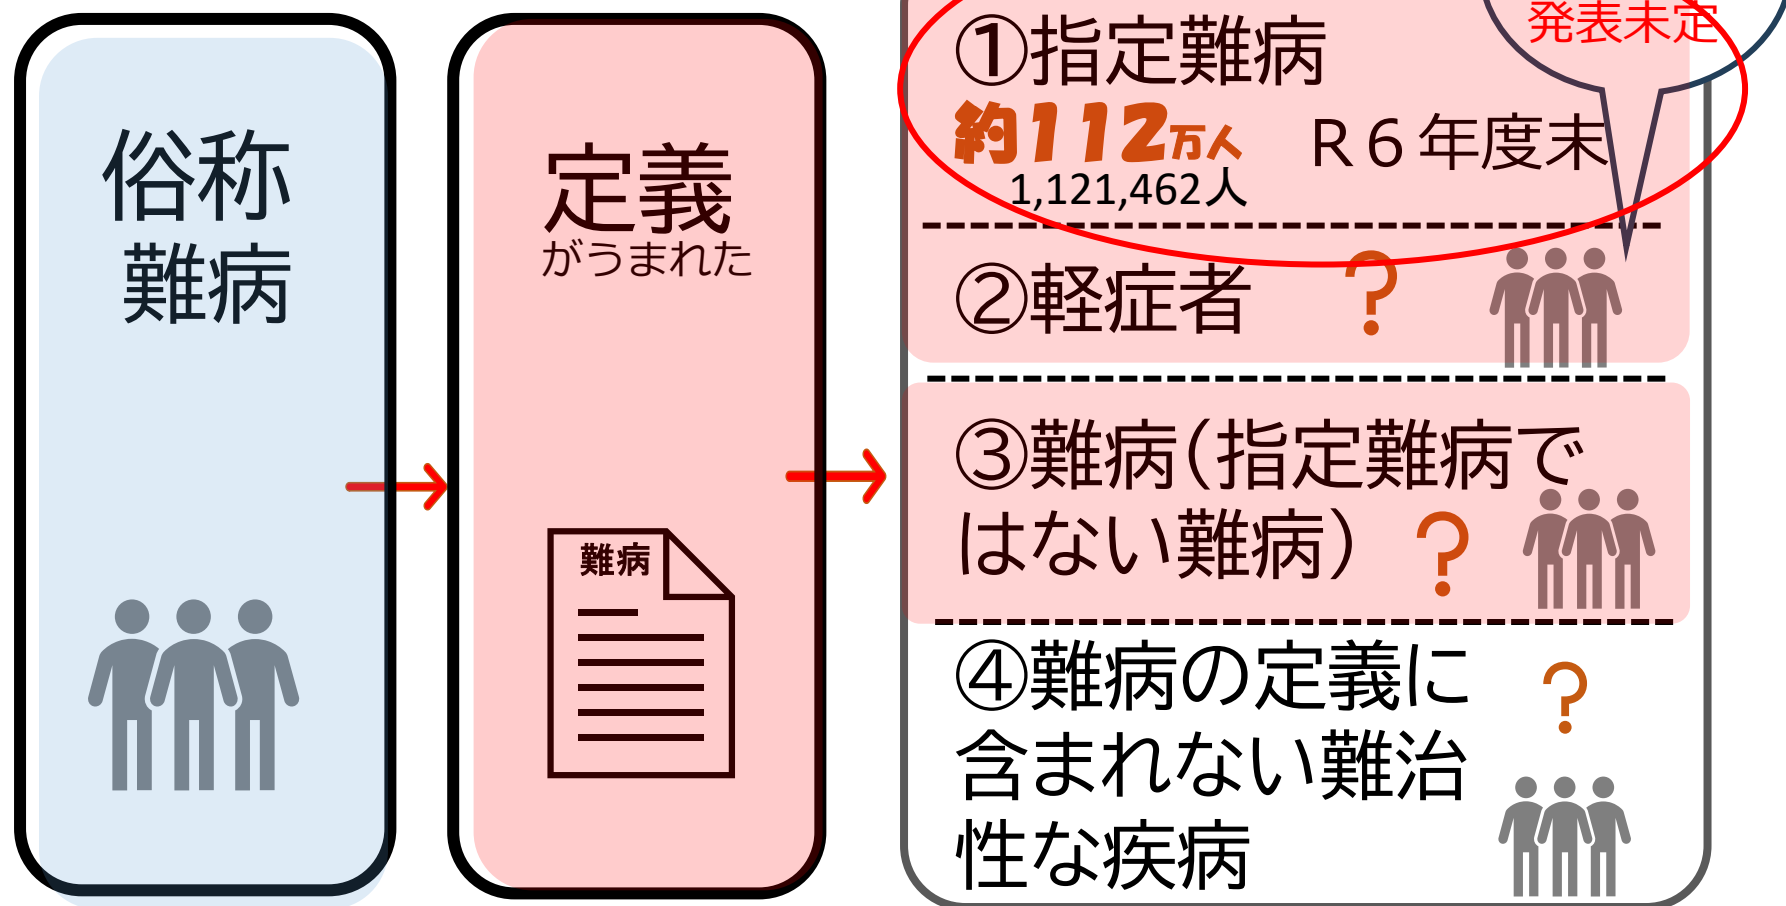 俗称
難病
定義
がうまれた
難病
発表未定
①指定難病
約112万人
R6年度末
1,121,462人
②軽症者
?
③難病(指定難病で
はない難病)
?
④難病の定義に
含まれない難治
性な疾病
?